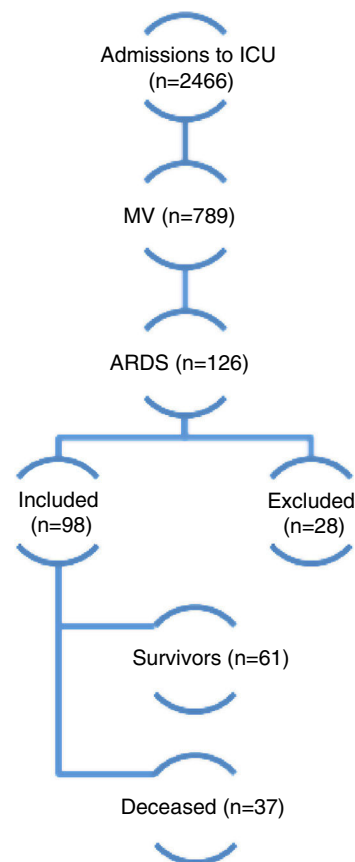 Admissions to ICU
(n=2466)
MV (n=789)
ARDS (n=126)
Included
(n=98)
Excluded
(n=28)
Survivors (n=61)
Deceased (n=37)